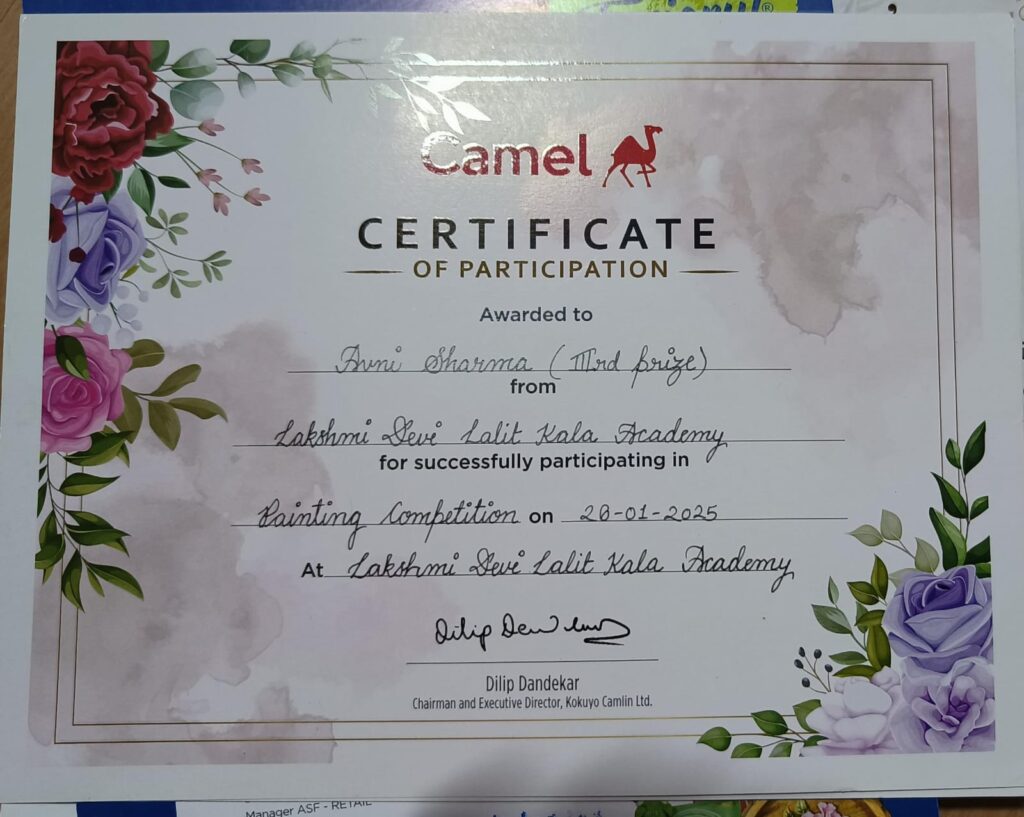 Camel
CERTIFICATE
OF PARTICIPATION
Awarded to
Avni Sharma (IIIrd prize)
from
Lakshmi Devi Lalit Kala Academy
for successfully participating in
Painting Competition on 20-01-2025
At Lakshmi Devi Lalit Kala Academy
Dilip Dandekar
Chairman and Executive Director, Kokuyo Camlin Ltd.
Manager ASF - RETAIL